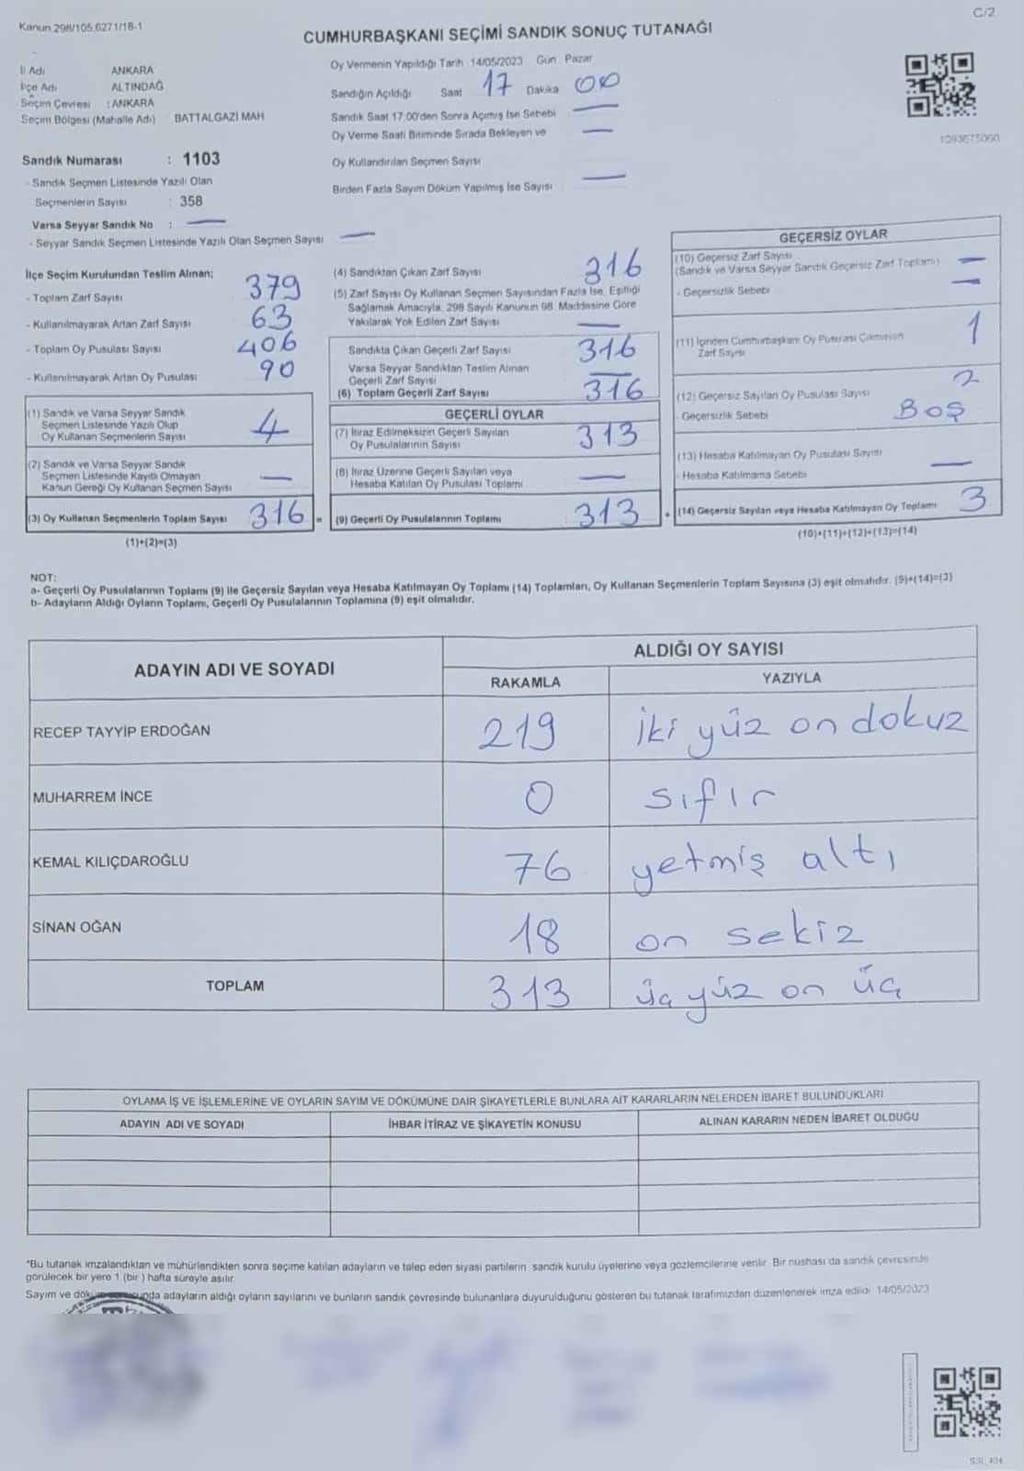 Kanun 298/105,6271/18-1
C/2
CUMHURBAŞKANI SEÇİMİ SANDIK SONUÇ TUTANAĞI
İl Adı ANKARA
İlçe Adı ALTINDAĞ
Seçim Çevresi : ANKARA
Seçim Bölgesi (Mahalle Adı) BATTALGAZİ MAH
Sandık Numarası : 1103
- Sandık Seçmen Listesinde Yazılı Olan
Seçmenlerin Sayısı : 358
Varsa Seyyar Sandık No : —
- Seyyar Sandık Seçmen Listesinde Yazılı Olan Seçmen Sayısı —
Oy Vermenin Yapıldığı Tarih 14/05/2023 Gün Pazar
Sandığın Açıldığı Saat 17 Dakika 00
Sandık Saat 17.00'den Sonra Açılmış İse Sebebi —
Oy Verme Saati Bitiminde Sırada Bekleyen ve —
Oy Kullandırılan Seçmen Sayısı
Birden Fazla Sayım Döküm Yapılmış İse Sayısı —
İlçe Seçim Kurulundan Teslim Alınan;
- Toplam Zarf Sayısı 379
- Kullanılmayarak Artan Zarf Sayısı 63
- Toplam Oy Pusulası Sayısı 406
- Kullanılmayarak Artan Oy Pusulası 90
(1) Sandık ve Varsa Seyyar Sandık
Seçmen Listesinde Yazılı Olup
Oy Kullanan Seçmenlerin Sayısı 4
(2) Sandık ve Varsa Seyyar Sandık
Seçmen Listesinde Kayıtlı Olmayan
Kanun Gereği Oy Kullanan Seçmen Sayısı —
(3) Oy Kullanan Seçmenlerin Toplam Sayısı 316 =
(1)+(2)=(3)
(4) Sandıktan Çıkan Zarf Sayısı 316
(5) Zarf Sayısı Oy Kullanan Seçmen Sayısından Fazla İse, Eşitliği
Sağlamak Amacıyla, 298 Sayılı Kanunun 98. Maddesine Göre
Yakılarak Yok Edilen Zarf Sayısı —
Sandıkta Çıkan Geçerli Zarf Sayısı 316
Varsa Seyyar Sandıktan Teslim Alınan
Geçerli Zarf Sayısı —
(6) Toplam Geçerli Zarf Sayısı 316
GEÇERLİ OYLAR
(7) İtiraz Edilmeksizin Geçerli Sayılan
Oy Pusulalarının Sayısı 313
(8) İtiraz Üzerine Geçerli Sayılan veya
Hesaba Katılan Oy Pusulası Toplamı —
(9) Geçerli Oy Pusulalarının Toplamı 313 +
GEÇERSİZ OYLAR
(10) Geçersiz Zarf Sayısı
(Sandık ve Varsa Seyyar Sandık Geçersiz Zarf Toplamı) —
- Geçersizlik Sebebi —
(11) İçinden Cumhurbaşkanı Oy Pusulası Çıkmayan
Zarf Sayısı 1
(12) Geçersiz Sayılan Oy Pusulası Sayısı 2
- Geçersizlik Sebebi BOŞ
(13) Hesaba Katılmayan Oy Pusulası Sayısı —
- Hesaba Katılmama Sebebi
(14) Geçersiz Sayılan veya Hesaba Katılmayan Oy Toplamı 3
(10)+(11)+(12)+(13)=(14)
NOT:
a- Geçerli Oy Pusulalarının Toplamı (9) ile Geçersiz Sayılan veya Hesaba Katılmayan Oy Toplamı (14) Toplamları, Oy Kullanan Seçmenlerin Toplam Sayısına (3) eşit olmalıdır. (9)+(14)=(3)
b- Adayların Aldığı Oyların Toplamı, Geçerli Oy Pusulalarının Toplamına (9) eşit olmalıdır.
ADAYIN ADI VE SOYADI
ALDIĞI OY SAYISI
RAKAMLA YAZIYLA
RECEP TAYYİP ERDOĞAN 219 iki yüz on dokuz
MUHARREM İNCE 0 sıfır
KEMAL KILIÇDAROĞLU 76 yetmiş altı
SİNAN OĞAN 18 on sekiz
TOPLAM 313 üç yüz on üç
OYLAMA İŞ VE İŞLEMLERİNE VE OYLARIN SAYIM VE DÖKÜMÜNE DAİR ŞİKAYETLERLE BUNLARA AİT KARARLARIN NELERDEN İBARET BULUNDUKLARI
ADAYIN ADI VE SOYADI İHBAR İTİRAZ VE ŞİKAYETİN KONUSU ALINAN KARARIN NEDEN İBARET OLDUĞU
*Bu tutanak imzalandıktan ve mühürlendikten sonra seçime katılan adayların ve talep eden siyasi partilerin sandık kurulu üyelerine veya gözlemcilerine verilir. Bir nüshası da sandık çevresinde
görülecek bir yere 1 (bir) hafta süreyle asılır.
Sayım ve adayların aldığı oyların sayılarını ve bunların sandık çevresinde bulunanlara duyurulduğunu gösteren bu tutanak tarafımızdan düzenlenerek imza edildi 14/05/2023